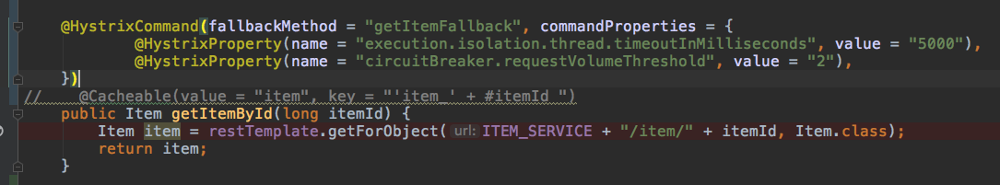 @HystrixCommand(fallbackMethod = "getItemFallback", commandProperties = {
@HystrixProperty(name = "execution.isolation.thread.timeoutInMilliseconds", value = "5000"),
@HystrixProperty(name = "circuitBreaker.requestVolumeThreshold", value = "2"),
})
// @Cacheable(value = "item", key = "'item_' + #itemId ")
public Item getItemById(long itemId) {
Item item = restTemplate.getForObject( url: ITEM_SERVICE + "/item/" + itemId, Item.class);
return item;
}